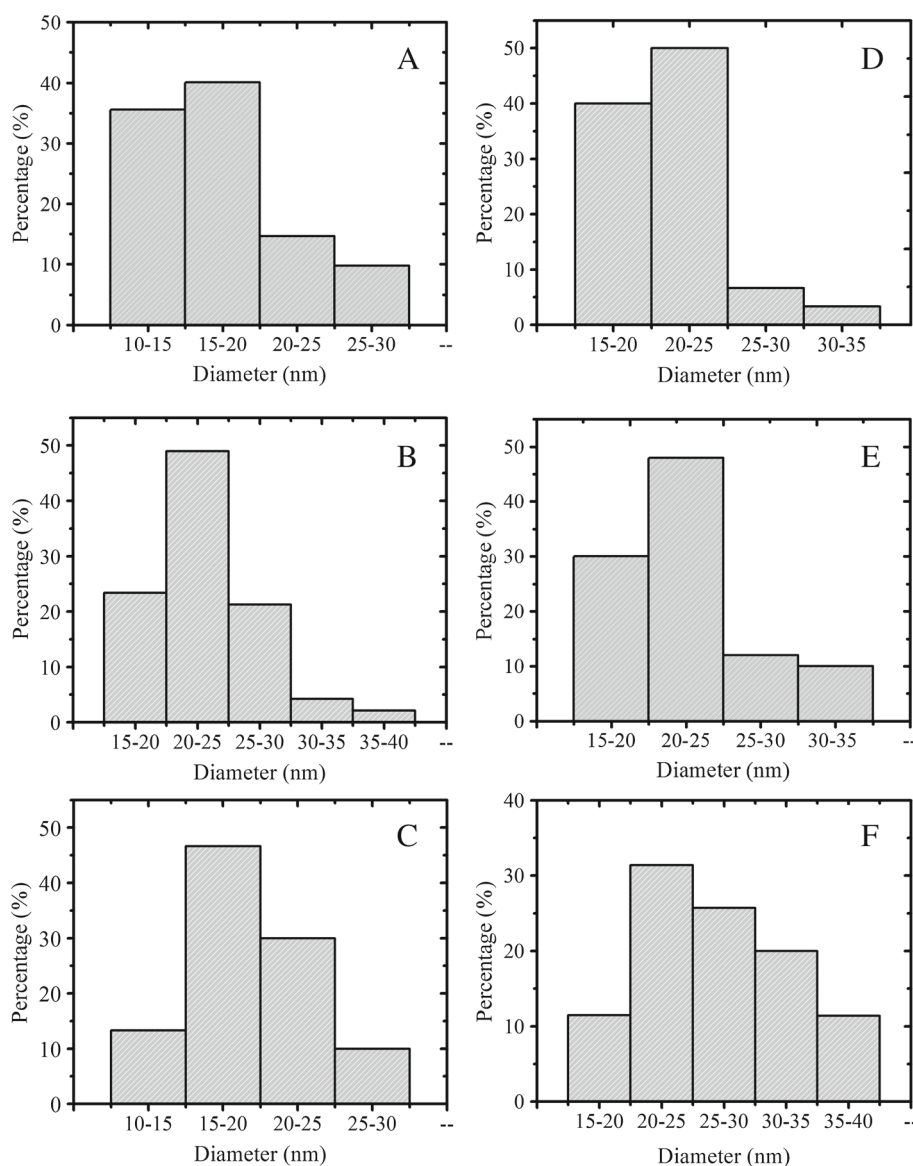 A
Percentage (%)
50
40
30
20
10
0
10-15 15-20 20-25 25-30 --
Diameter (nm)
D
Percentage (%)
50
40
30
20
10
0
15-20 20-25 25-30 30-35
Diameter (nm)
B
Percentage (%)
50
40
30
20
10
0
15-20 20-25 25-30 30-35 35-40 --
Diameter (nm)
E
Percentage (%)
50
40
30
20
10
0
15-20 20-25 25-30 30-35 --
Diameter (nm)
C
Percentage (%)
50
40
30
20
10
0
10-15 15-20 20-25 25-30 --
Diameter (nm)
F
Percentage (%)
40
30
20
10
0
15-20 20-25 25-30 30-35 35-40 --
Diameter (nm)